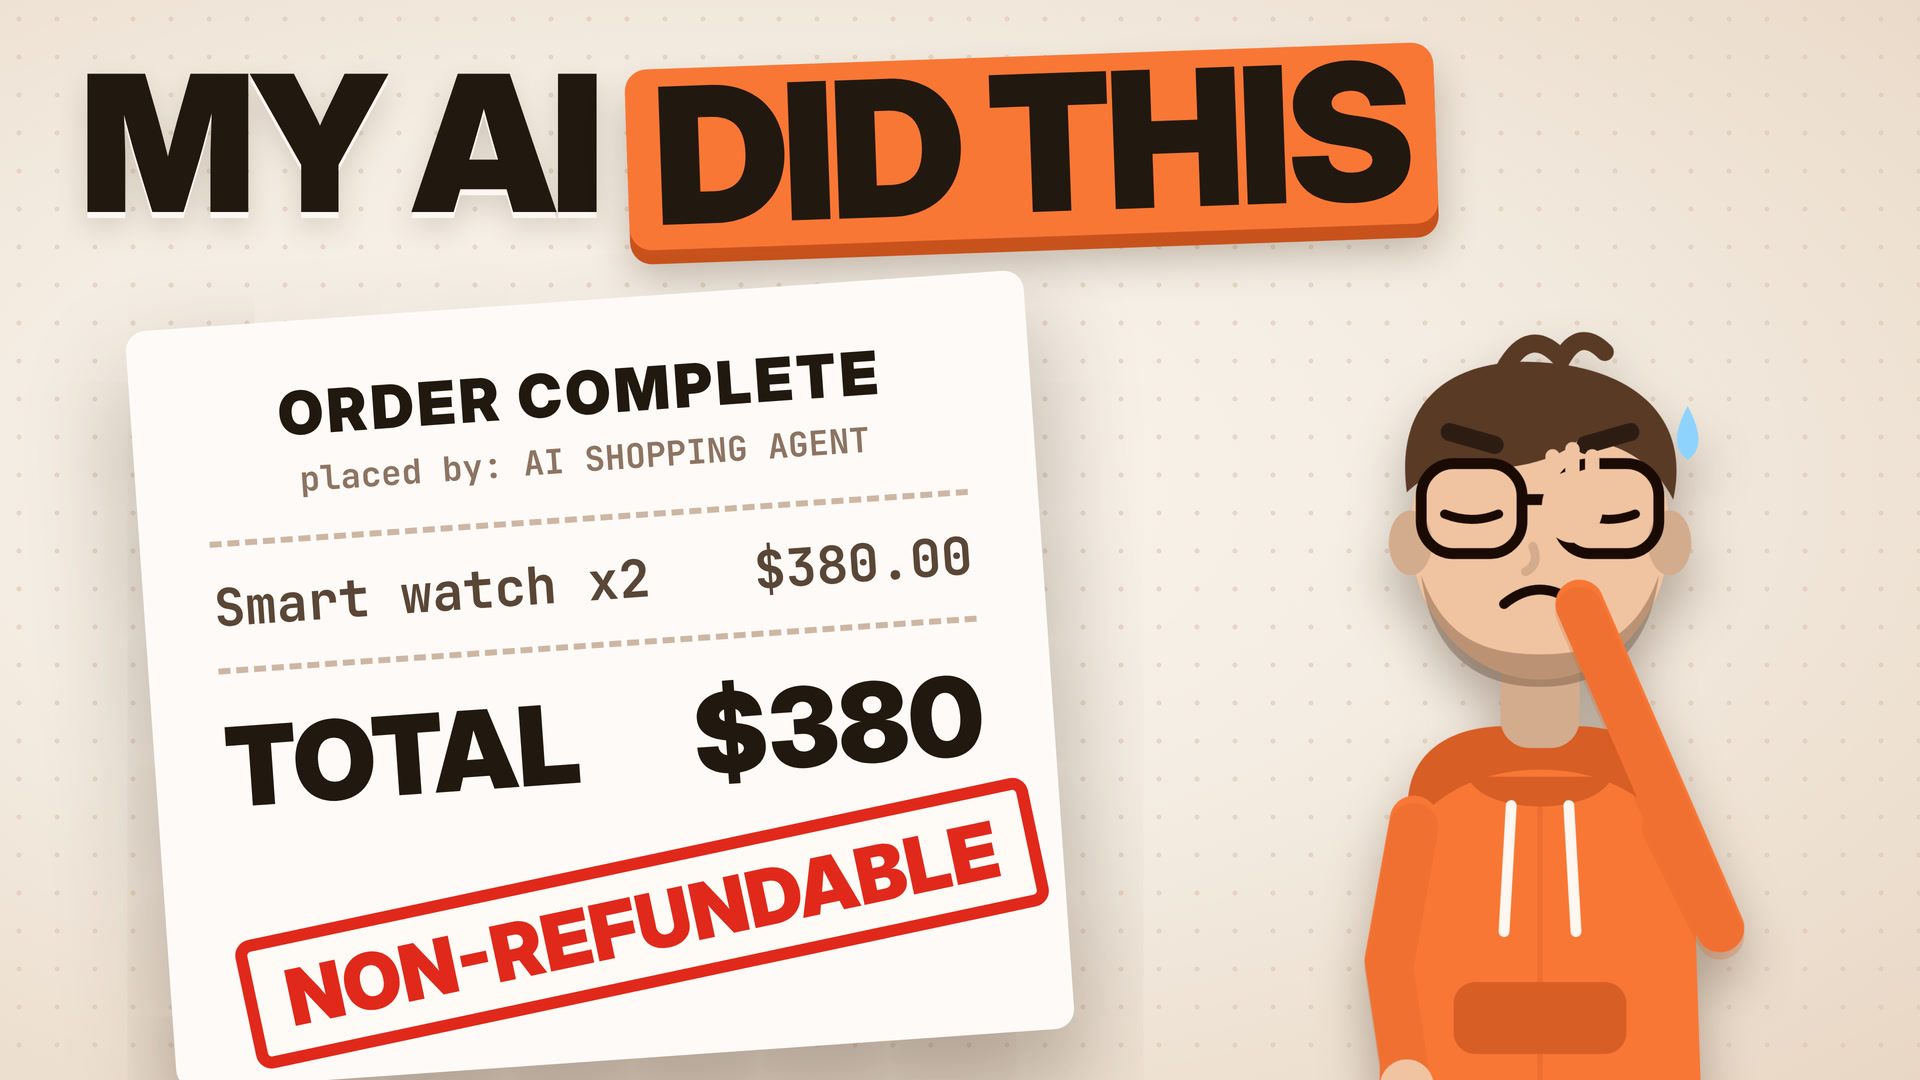 MY AI DID THIS
ORDER COMPLETE
placed by: AI SHOPPING AGENT
Smart watch x2 $380.00
TOTAL $380
NON-REFUNDABLE